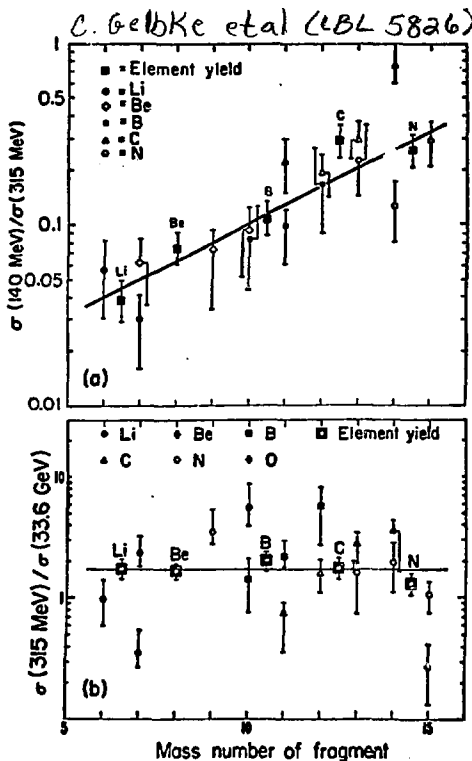 C. Gelbke et al (LBL 5826)
Element yield
Li
Be
B
C
N
σ (140 MeV)/σ(315 MeV)
1
0.5
0.1
0.05
0.01
Li
Be
B
C
N
(a)
Li Be B Element yield
C N O
σ (315 MeV)/σ (33.6 GeV)
10
1
Li
Be
B
C
N
(b)
5 10 15
Mass number of fragment